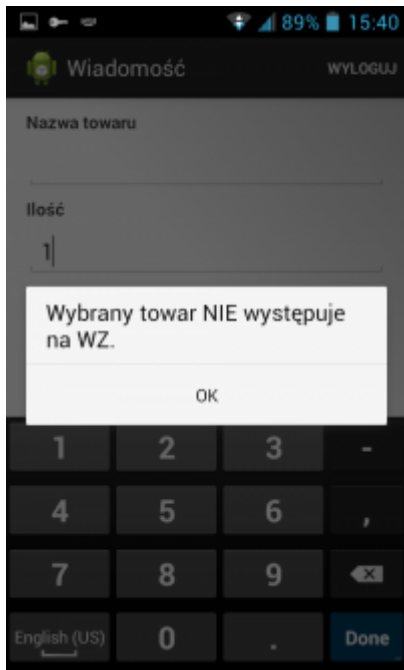 89% 15:40
Wiadomość WYLOGUJ
Nazwa towaru
Ilość
1
Wybrany towar NIE występuje
na WZ.
OK
1 2 3 -
4 5 6 ,
7 8 9
English (US) 0 . Done